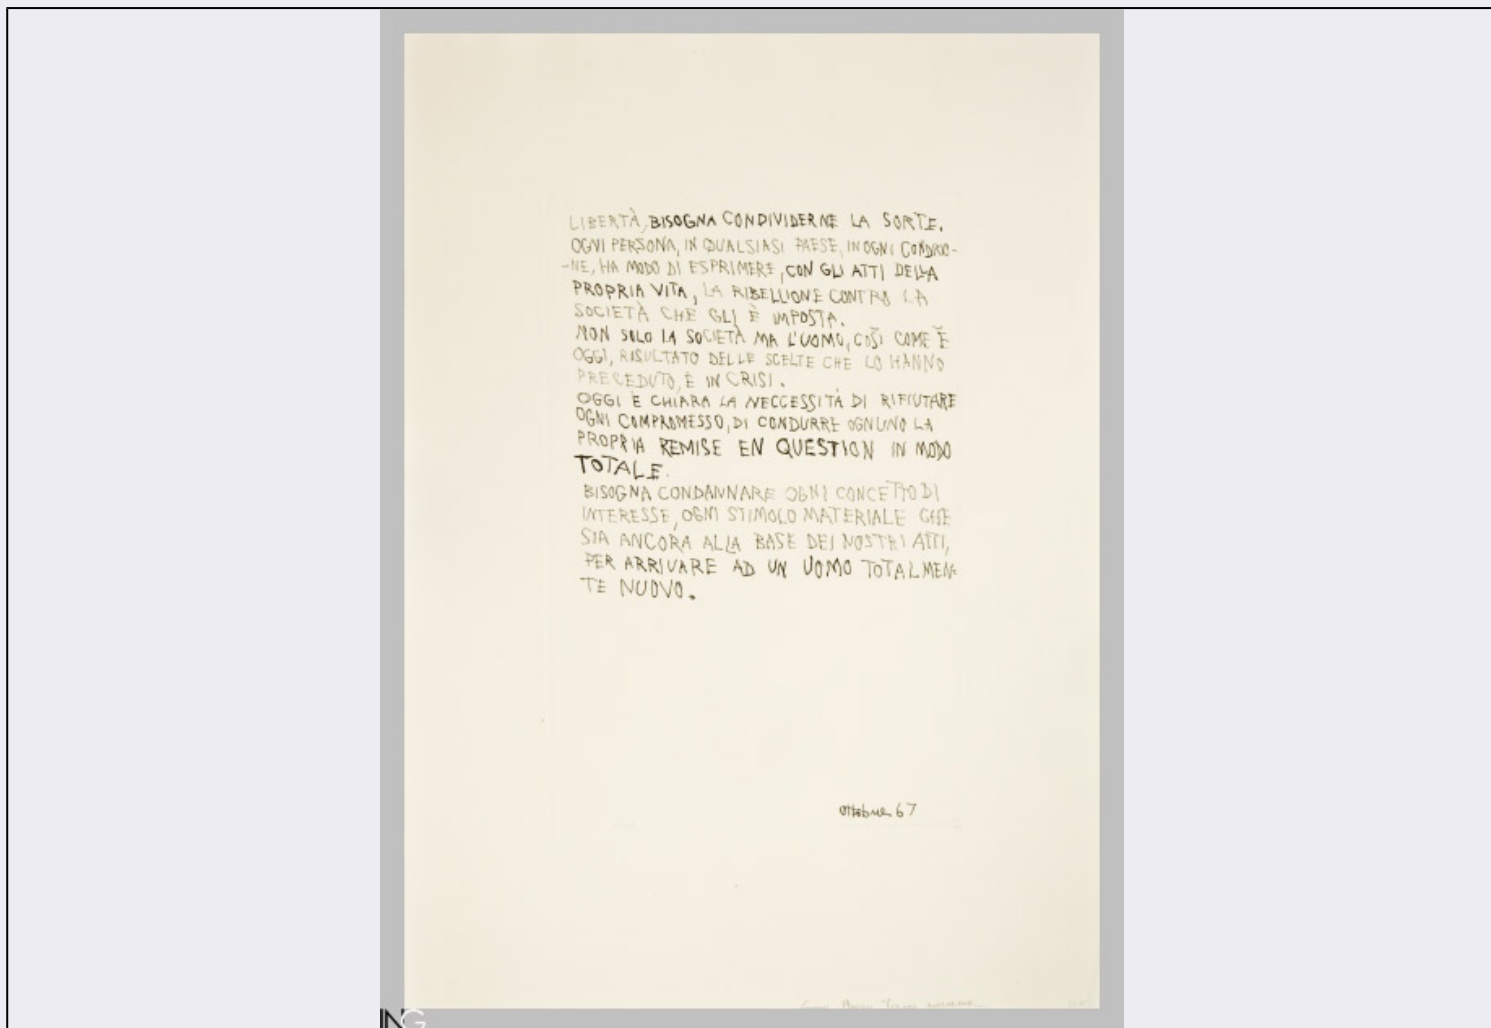 LIBERTÀ, BISOGNA CONDIVIDERNE LA SORTE.
OGNI PERSONA, IN QUALSIASI PAESE, IN OGNI CONDIZIO-
-NE, HA MODO DI ESPRIMERE, CON GLI ATTI DELLA
PROPRIA VITA, LA RIBELLIONE CONTRO LA
SOCIETÀ CHE GLI È IMPOSTA.
NON SOLO LA SOCIETÀ MA L'UOMO, COSÌ COME È
OGGI, RISULTATO DELLE SCELTE CHE LO HANNO
PRECEDUTO, È IN CRISI.
OGGI È CHIARA LA NECCESSITÀ DI RIFIUTARE
OGNI COMPROMESSO, DI CONDURRE OGNUNO LA
PROPRIA REMISE EN QUESTION IN MODO
TOTALE.
BISOGNA CONDANNARE OGNI CONCETTO DI
INTERESSE, OGNI STIMOLO MATERIALE CHE
SIA ANCORA ALLA BASE DEI NOSTRI ATTI,
PER ARRIVARE AD UN UOMO TOTALMEN-
TE NUOVO.
ottobre 67